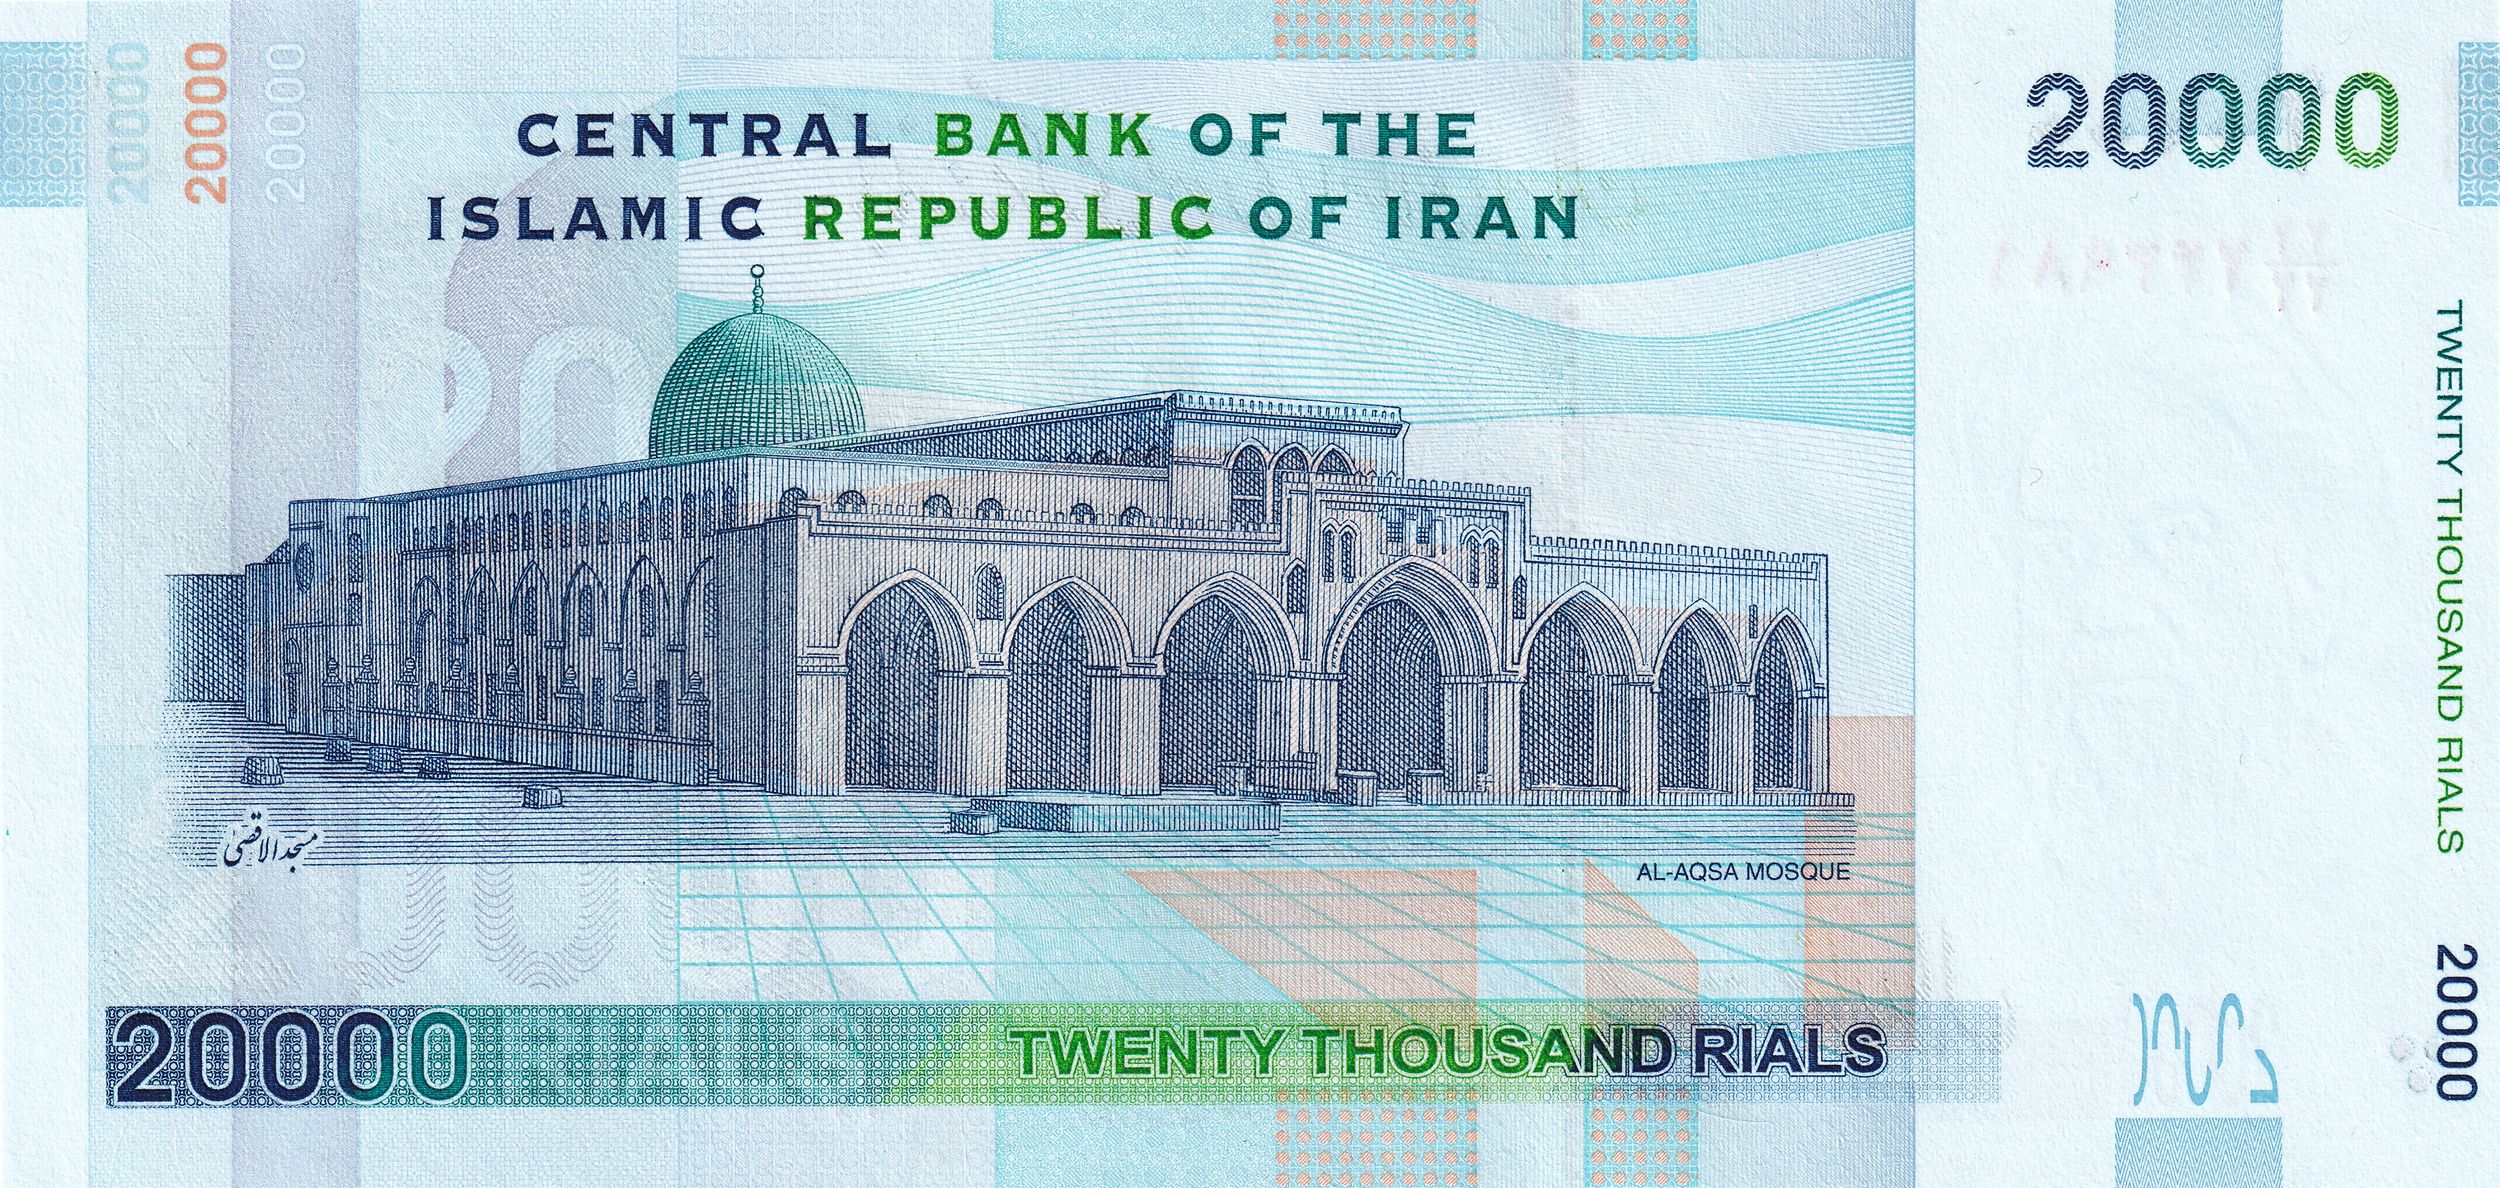 20000
20000
20000
CENTRAL BANK OF THE
ISLAMIC REPUBLIC OF IRAN
20000
TWENTY THOUSAND RIALS
20000
مسجد الاقصی
AL-AQSA MOSQUE
20000
TWENTY THOUSAND RIALS